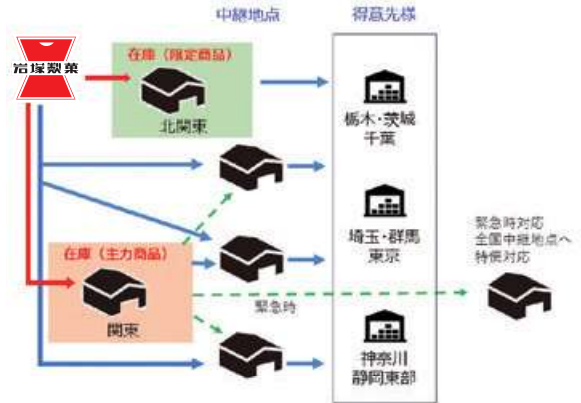 中継地点
得意先様
岩塚製菓
在庫（限定商品）
北関東
栃木・茨城
千葉
埼玉・群馬
東京
緊急時対応
全国中継地点へ
特便対応
在庫（主力商品）
関東
緊急時
神奈川
静岡東部